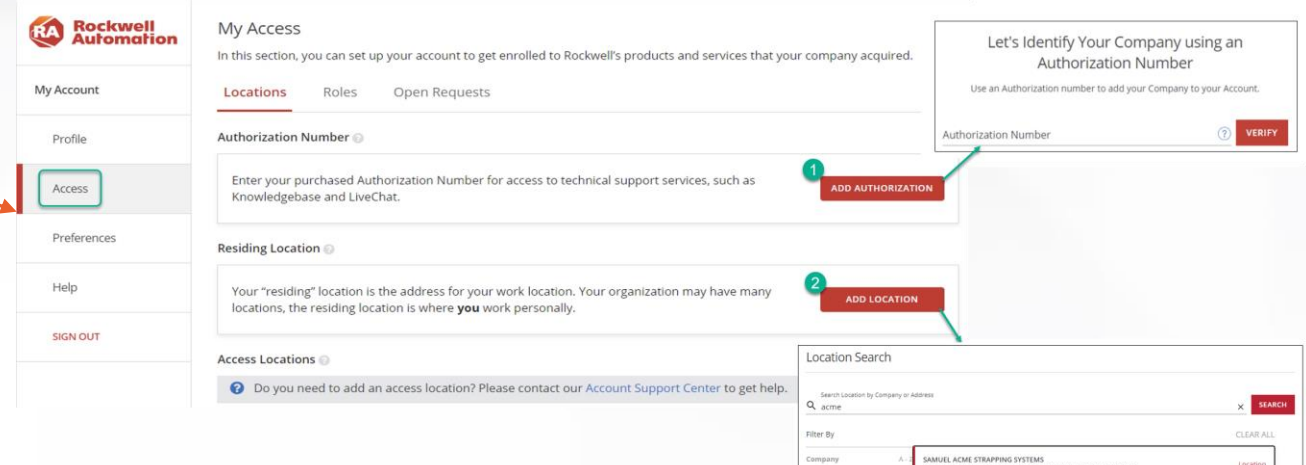 RA Rockwell
Automation
My Account
Profile
Access
Preferences
Help
SIGN OUT
My Access
In this section, you can set up your account to get enrolled to Rockwell's products and services that your company acquired.
Locations Roles Open Requests
Authorization Number
Enter your purchased Authorization Number for access to technical support services, such as
Knowledgebase and LiveChat.
1
ADD AUTHORIZATION
Residing Location
Your "residing" location is the address for your work location. Your organization may have many
locations, the residing location is where you work personally.
2
ADD LOCATION
Access Locations
? Do you need to add an access location? Please contact our Account Support Center to get help.
Let's Identify Your Company using an
Authorization Number
Use an Authorization number to add your Company to your Account.
Authorization Number ? VERIFY
Location Search
Search Location by Company or Address
acme X SEARCH
Filter By CLEAR ALL
Company
SAMUEL ACME STRAPPING SYSTEMS
Location